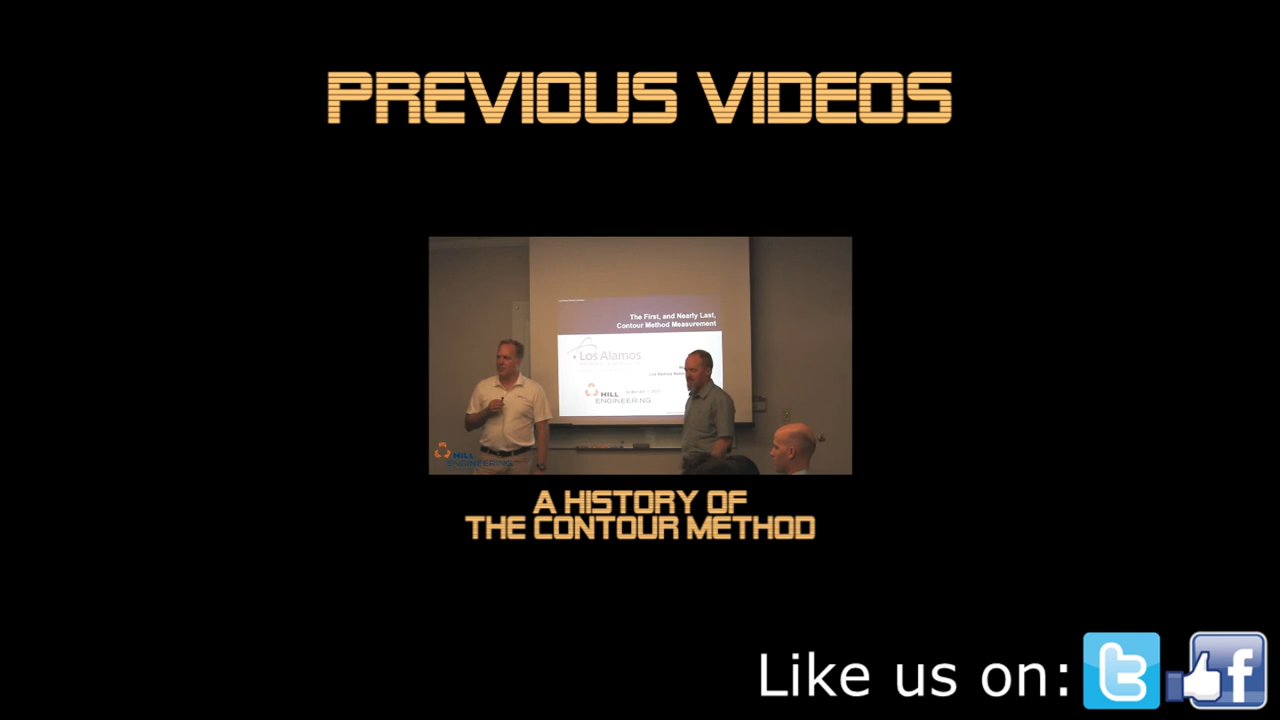 PREVIOUS VIDEOS
The First, and Nearly Last,
Contour Method Measurement
Los Alamos
HILL
ENGINEERING
HILL
ENGINEERING
A HISTORY OF
THE CONTOUR METHOD
Like us on: